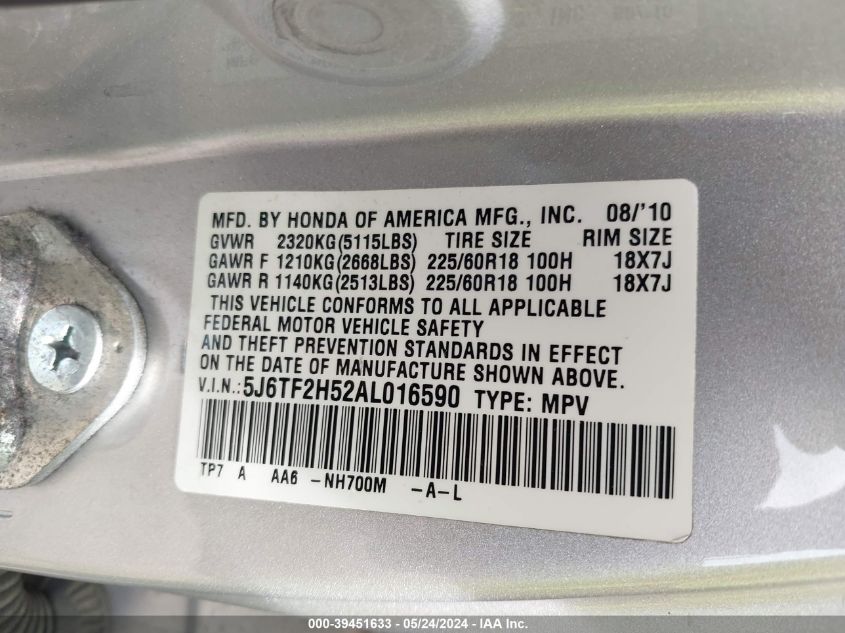 MFD. BY HONDA OF AMERICA MFG., INC. 08/'10
GVWR 2320KG(5115LBS) TIRE SIZE RIM SIZE
GAWR F 1210KG(2668LBS) 225/60R18 100H 18X7J
GAWR R 1140KG(2513LBS) 225/60R18 100H 18X7J
THIS VEHICLE CONFORMS TO ALL APPLICABLE
FEDERAL MOTOR VEHICLE SAFETY
AND THEFT PREVENTION STANDARDS IN EFFECT
ON THE DATE OF MANUFACTURE SHOWN ABOVE.
V.I.N.: 5J6TF2H52AL016590 TYPE: MPV
TP7 A AA6 -NH700M -A-L
000-39451633 - 05/24/2024 - IAA Inc.